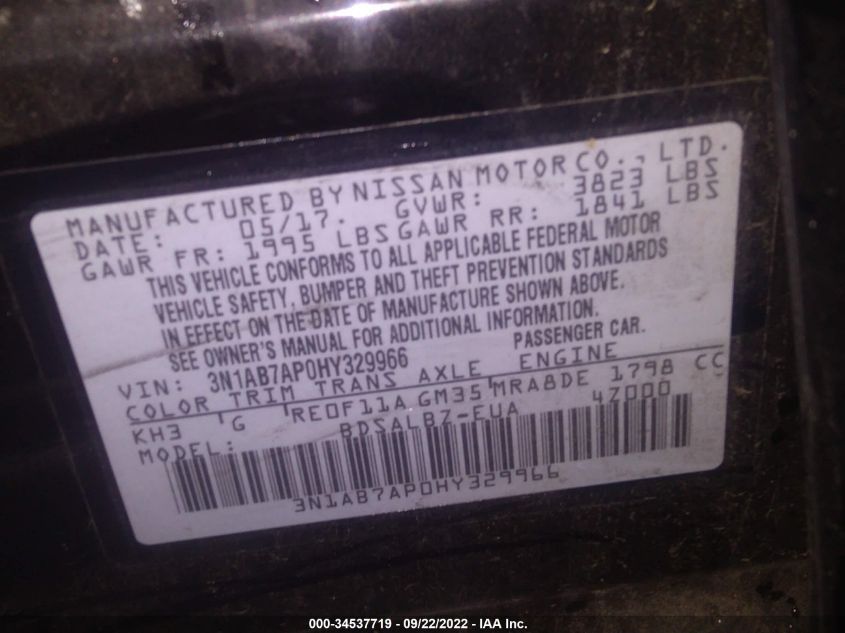 MANUFACTURED BY NISSAN MOTOR CO., LTD.
DATE: 05/17. GVWR: 3823 LBS
GAWR FR: 1995 LBS GAWR RR: 1841 LBS
THIS VEHICLE CONFORMS TO ALL APPLICABLE FEDERAL MOTOR
VEHICLE SAFETY, BUMPER AND THEFT PREVENTION STANDARDS
IN EFFECT ON THE DATE OF MANUFACTURE SHOWN ABOVE.
SEE OWNER'S MANUAL FOR ADDITIONAL INFORMATION.
VIN: 3N1AB7AP0HY329966 PASSENGER CAR.
COLOR TRIM TRANS AXLE ENGINE
KH3 G RE0F11A GM35 MRA8DE 1798 CC
MODEL: BDSALBZ-EUA 4Z000
3N1AB7AP0HY329966
000-34537719 - 09/22/2022 - IAA Inc.